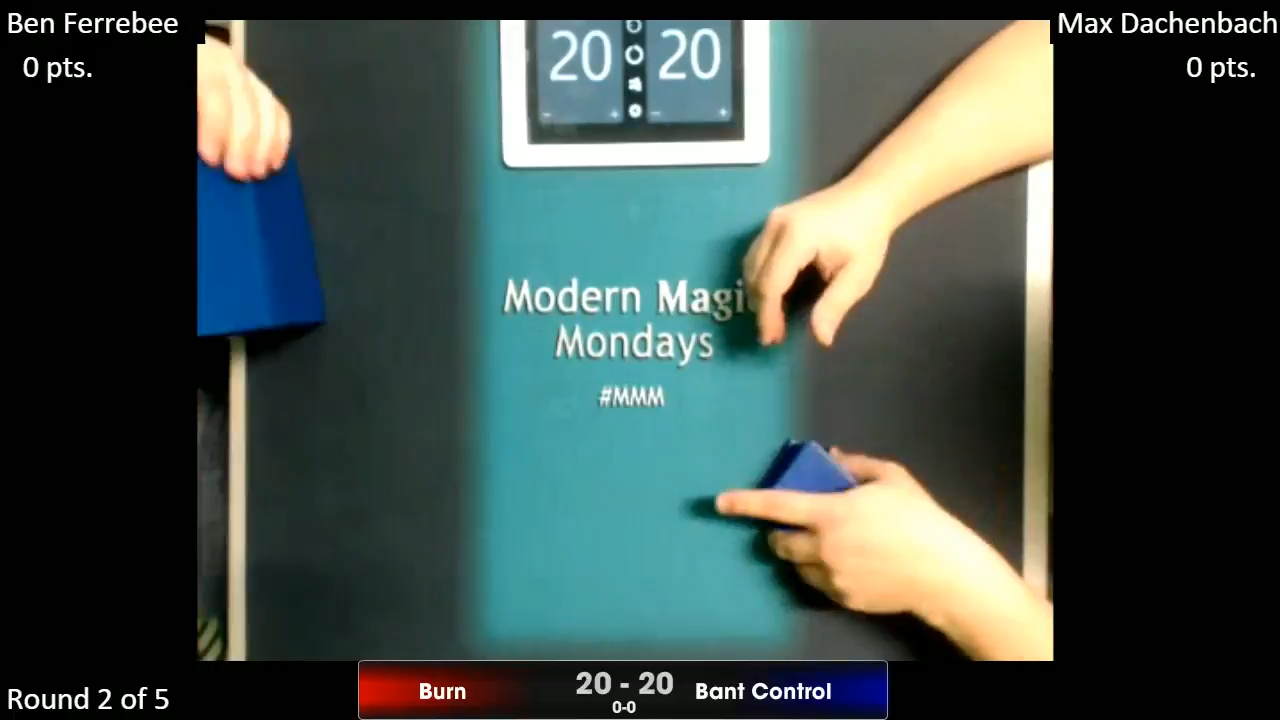 Ben Ferrebee
0 pts.
Max Dachenbach
0 pts.
20 20
- + - +
Modern Magic
Mondays
#MMM
Round 2 of 5
Burn
20 - 20
0-0
Bant Control